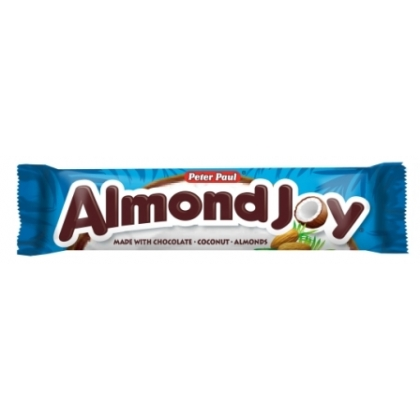 Peter Paul
Almond Joy
MADE WITH CHOCOLATE · COCONUT · ALMONDS